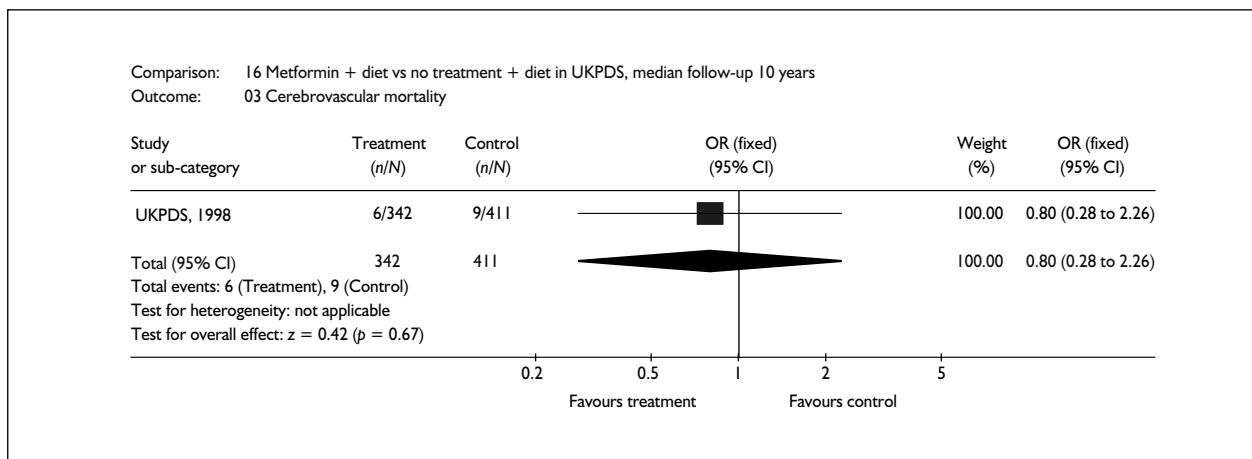 Comparison: 16 Metformin + diet vs no treatment + diet in UKPDS, median follow-up 10 years
Outcome: 03 Cerebrovascular mortality
Study Treatment Control OR (fixed) Weight OR (fixed)
or sub-category (n/N) (n/N) (95% CI) (%) (95% CI)
UKPDS, 1998 6/342 9/411 100.00 0.80 (0.28 to 2.26)
Total (95% CI) 342 411 100.00 0.80 (0.28 to 2.26)
Total events: 6 (Treatment), 9 (Control)
Test for heterogeneity: not applicable
Test for overall effect: z = 0.42 (p = 0.67)
0.2 0.5 1 2 5
Favours treatment Favours control